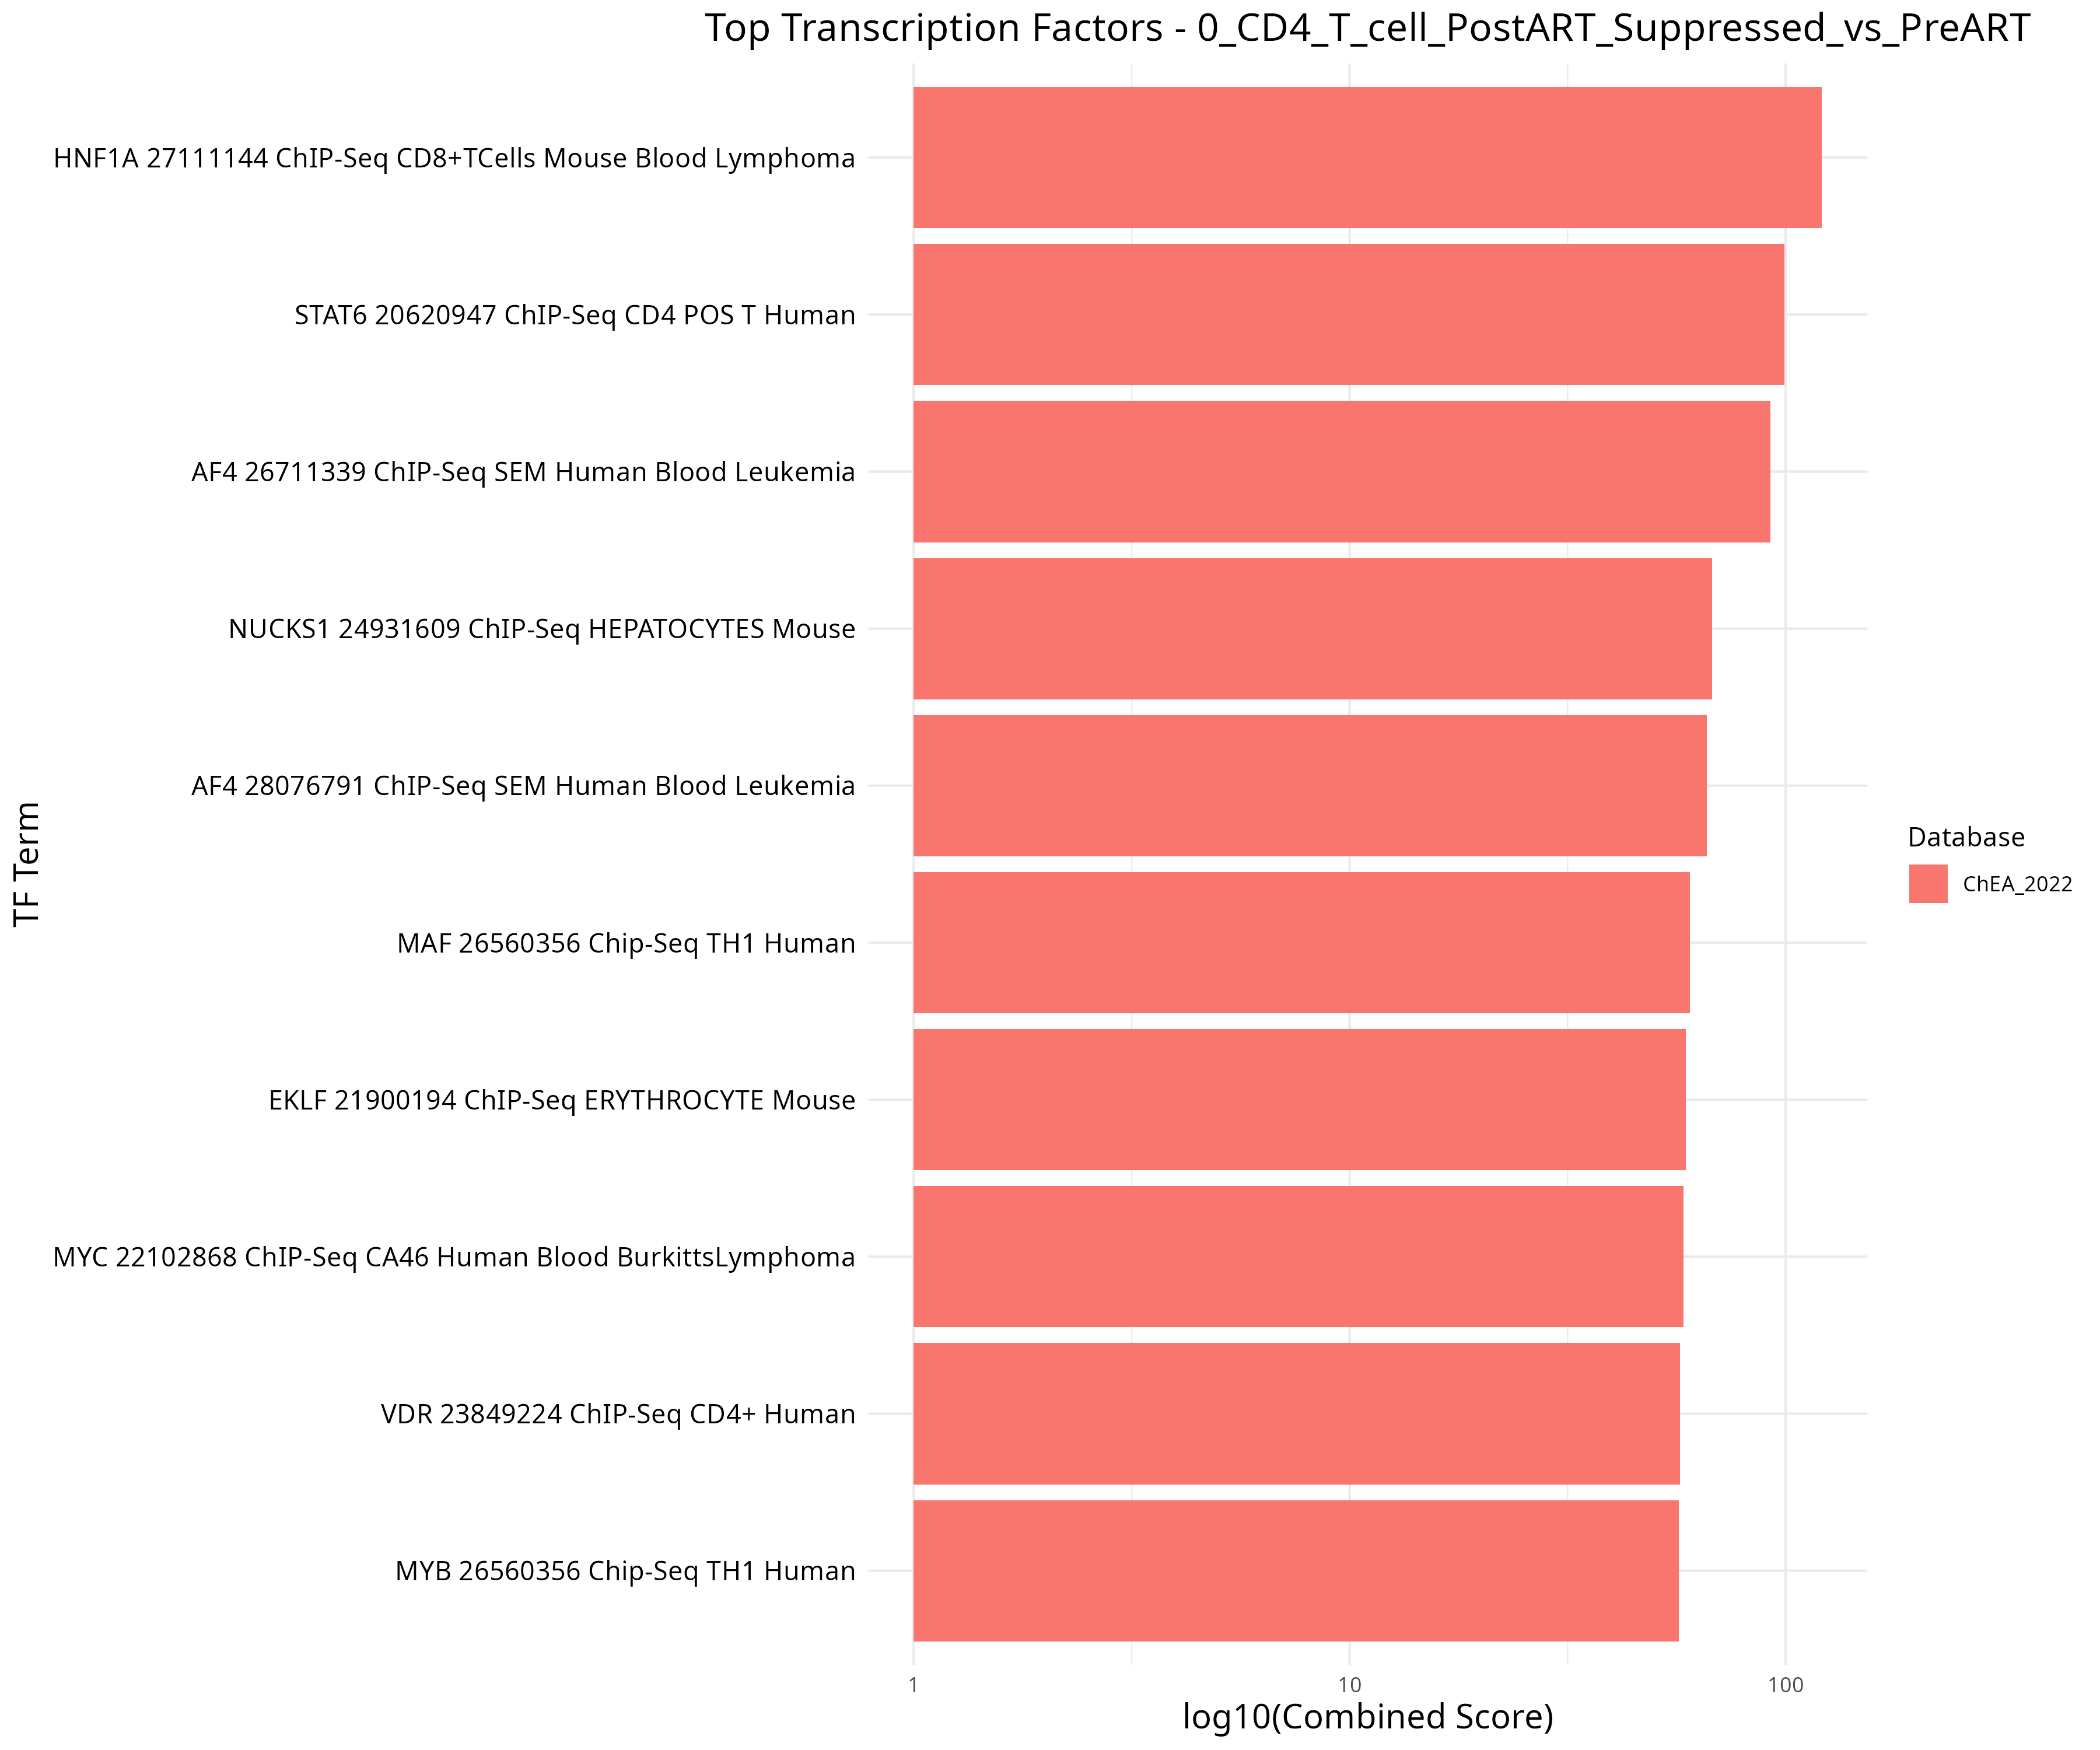 Top Transcription Factors - 0_CD4_T_cell_PostART_Suppressed_vs_PreART
HNF1A 27111144 ChIP-Seq CD8+TCells Mouse Blood Lymphoma
STAT6 20620947 ChIP-Seq CD4 POS T Human
AF4 26711339 ChIP-Seq SEM Human Blood Leukemia
NUCKS1 24931609 ChIP-Seq HEPATOCYTES Mouse
AF4 28076791 ChIP-Seq SEM Human Blood Leukemia
MAF 26560356 Chip-Seq TH1 Human
EKLF 21900194 ChIP-Seq ERYTHROCYTE Mouse
MYC 22102868 ChIP-Seq CA46 Human Blood BurkittsLymphoma
VDR 23849224 ChIP-Seq CD4+ Human
MYB 26560356 Chip-Seq TH1 Human
TF Term
1 10 100
log10(Combined Score)
Database
ChEA_2022